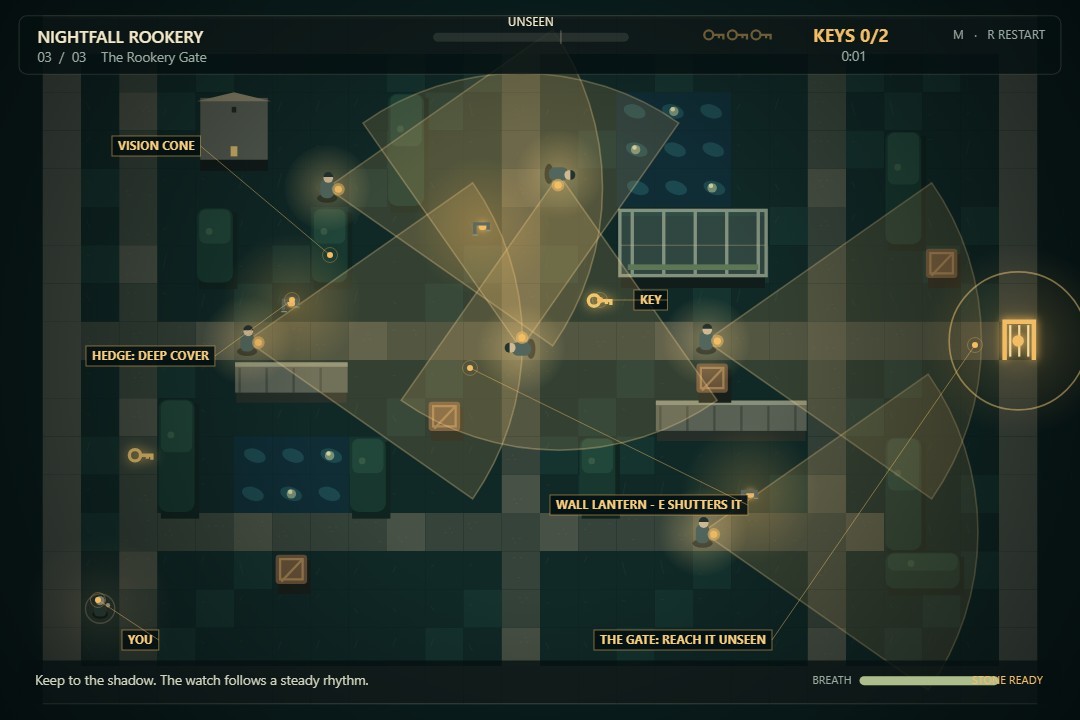 UNSEEN
NIGHTFALL ROOKERY
KEYS 0/2
M · R RESTART
03 / 03 The Rookery Gate
0:01
VISION CONE
KEY
HEDGE: DEEP COVER
WALL LANTERN - E SHUTTERS IT
YOU
THE GATE: REACH IT UNSEEN
Keep to the shadow. The watch follows a steady rhythm.
BREATH
STONE READY